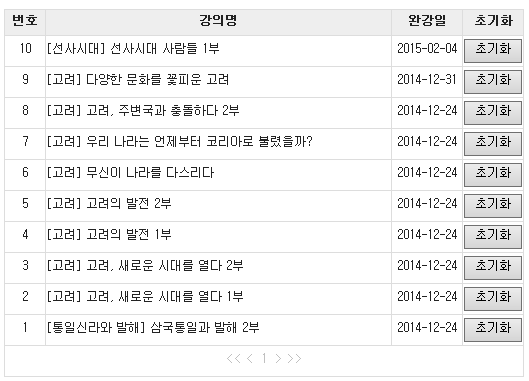 번호 강의명 완강일 초기화
10 [선사시대] 선사시대 사람들 1부 2015-02-04 초기화
9 [고려] 다양한 문화를 꽃피운 고려 2014-12-31 초기화
8 [고려] 고려, 주변국과 충돌하다 2부 2014-12-24 초기화
7 [고려] 우리 나라는 언제부터 코리아로 불렸을까? 2014-12-24 초기화
6 [고려] 무신이 나라를 다스리다 2014-12-24 초기화
5 [고려] 고려의 발전 2부 2014-12-24 초기화
4 [고려] 고려의 발전 1부 2014-12-24 초기화
3 [고려] 고려, 새로운 시대를 열다 2부 2014-12-24 초기화
2 [고려] 고려, 새로운 시대를 열다 1부 2014-12-24 초기화
1 [통일신라와 발해] 삼국통일과 발해 2부 2014-12-24 초기화
<< < 1 > >>